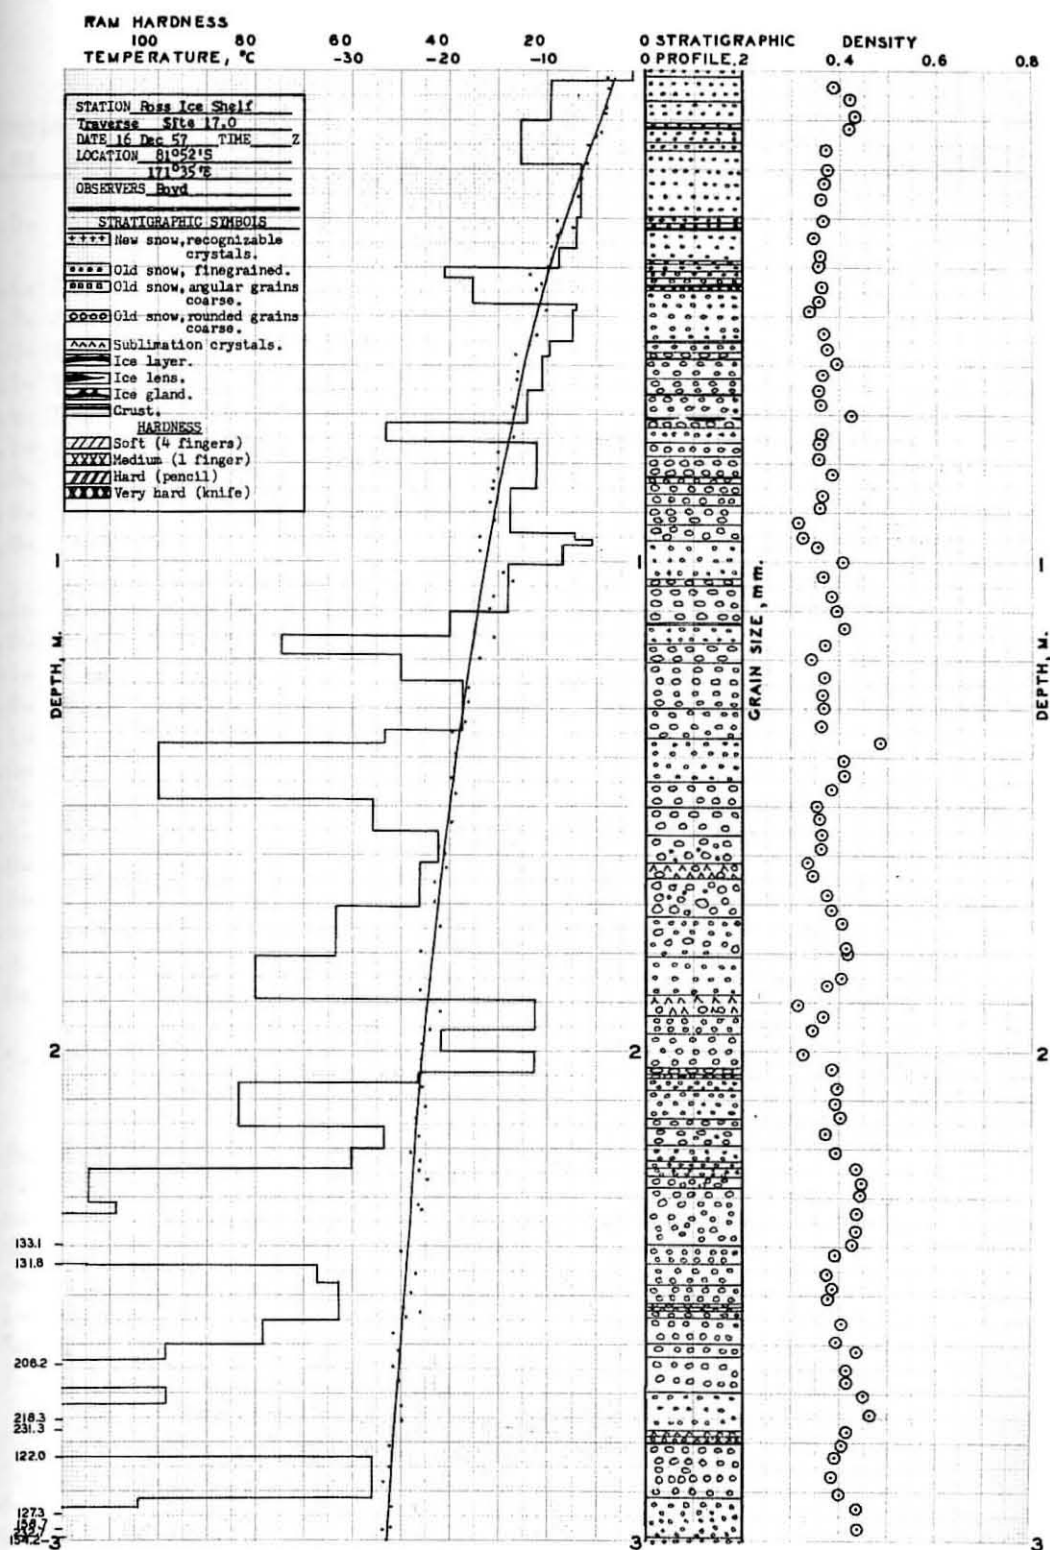 RAM HARDNESS
100 80 60 40 20 0 STRATIGRAPHIC DENSITY
TEMPERATURE, °C -30 -20 -10 PROFILE, 2 0.4 0.6 0.8
STATION Ross Ice Shelf
Traverse Site 17.0
DATE 16 Dec 57 TIME Z
LOCATION 81°52'S
171°35'E
OBSERVERS Boyd
STRATIGRAPHIC SYMBOLS
New snow, recognizable
crystals.
Old snow, finegrained.
Old snow, angular grains
coarse.
Old snow, rounded grains
coarse.
Sublimation crystals.
Ice layer.
Ice lens.
Ice gland.
Crust.
HARDNESS
Soft (4 fingers)
Medium (1 finger)
Hard (pencil)
Very hard (knife)
1 1 1
DEPTH, M.
GRAIN SIZE, mm.
DEPTH, M.
2 2 2
133.1
131.8
206.2
218.3
231.3
122.0
127.3
154.2
3 3 3